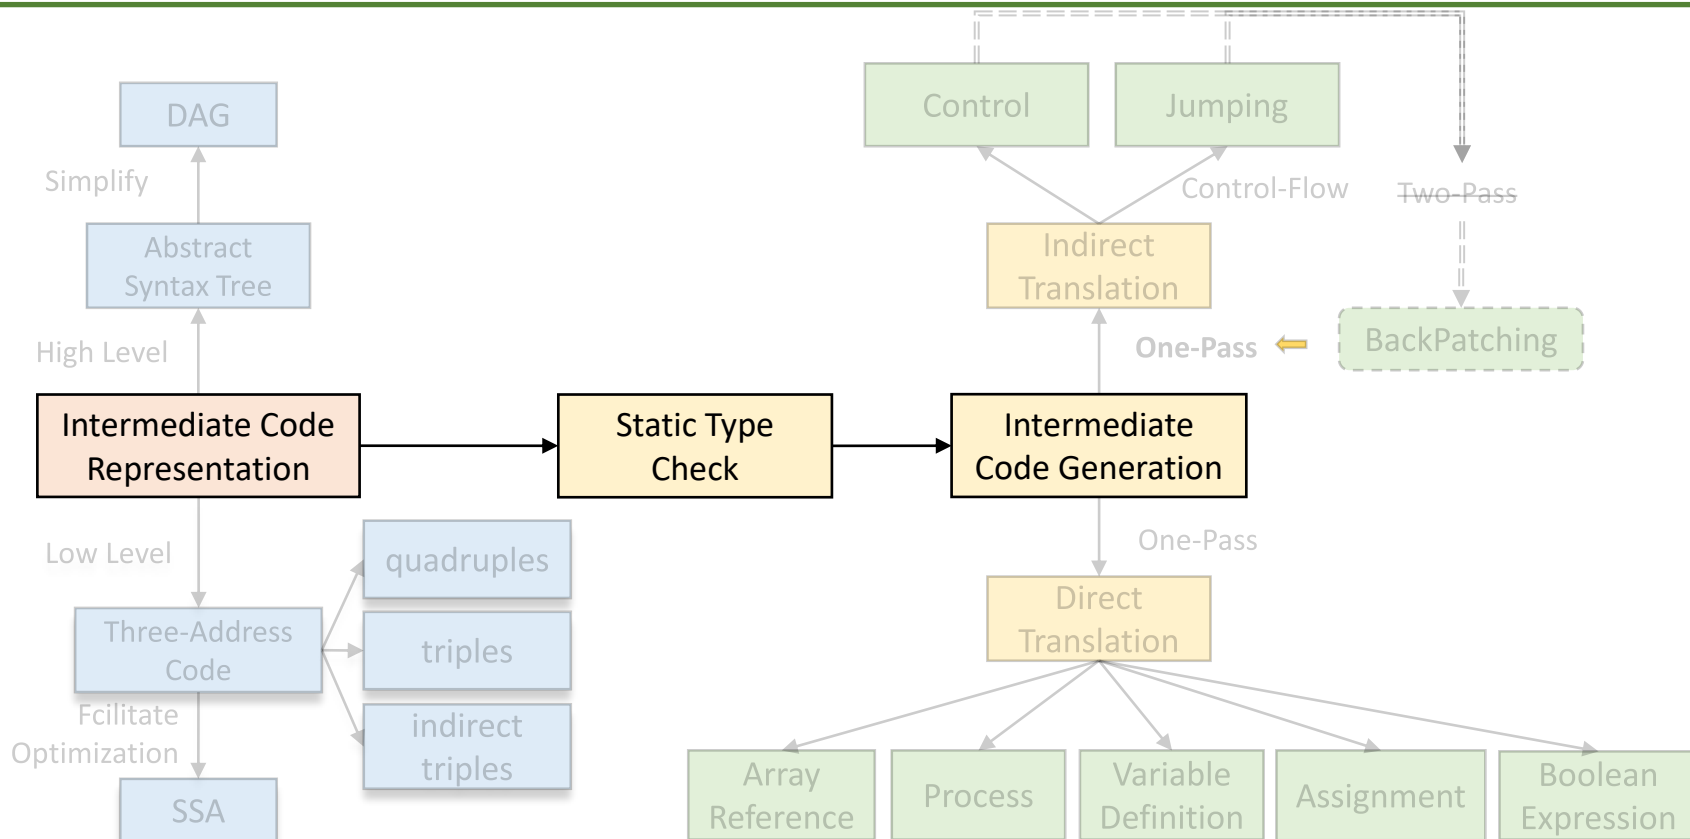 Control
Jumping
DAG
Simplify
Control-Flow
Two-Pass
Abstract
Syntax Tree
Indirect
Translation
High Level
One-Pass
BackPatching
Intermediate Code
Representation
Static Type
Check
Intermediate
Code Generation
Low Level
quadruples
One-Pass
Three-Address
Code
triples
Direct
Translation
Fcilitate
Optimization
indirect
triples
SSA
Array
Reference
Process
Variable
Definition
Assignment
Boolean
Expression